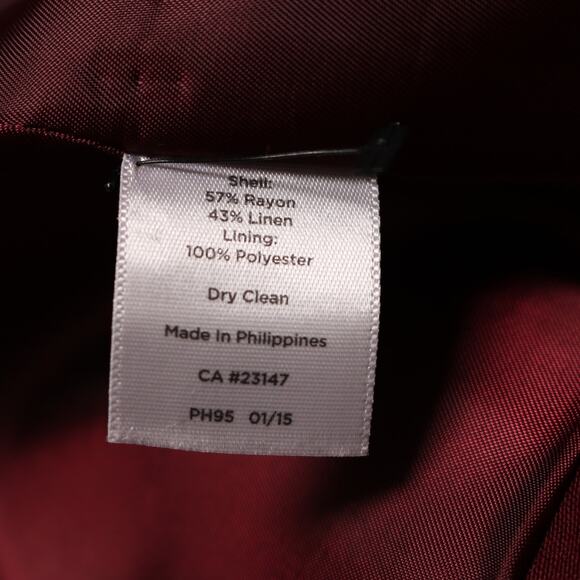 Shell:
57% Rayon
43% Linen
Lining:
100% Polyester
Dry Clean
Made In Philippines
CA #23147
PH95 01/15